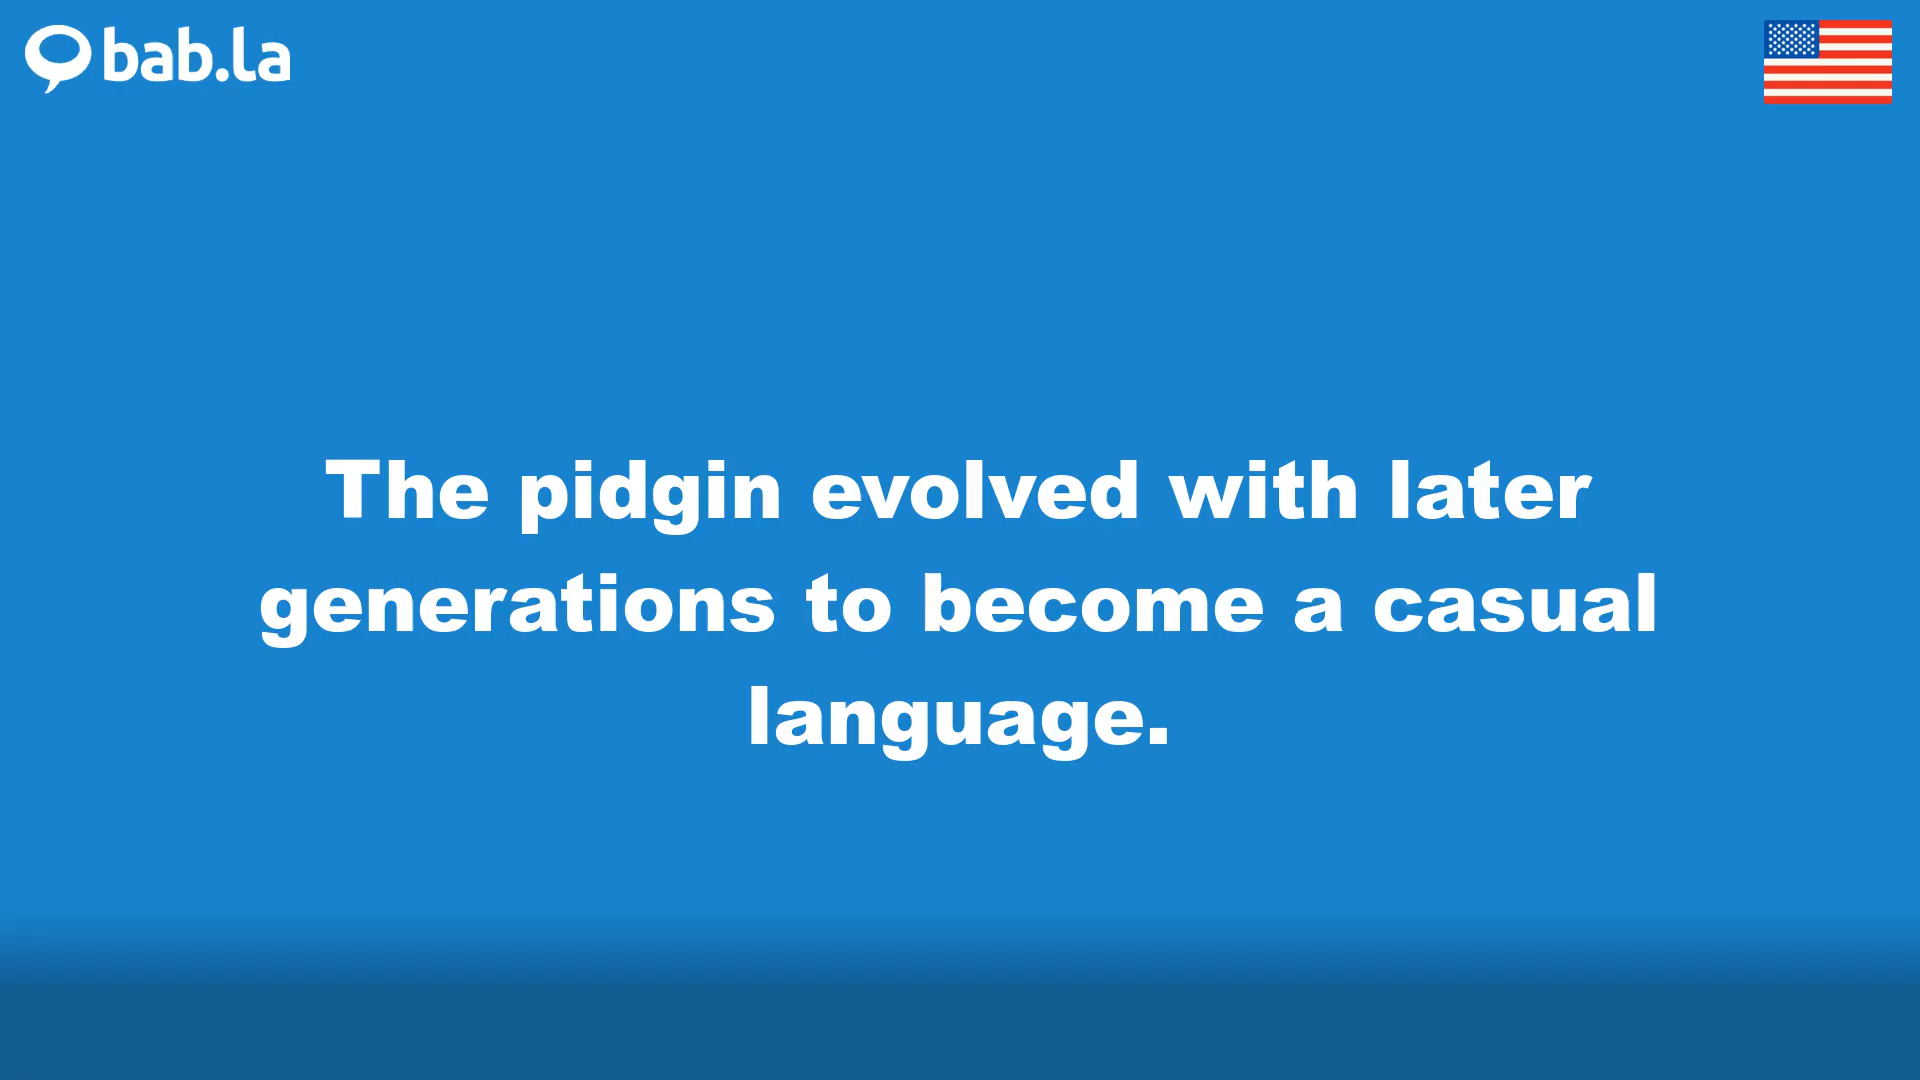 bab.la
The pidgin evolved with later
generations to become a casual
language.